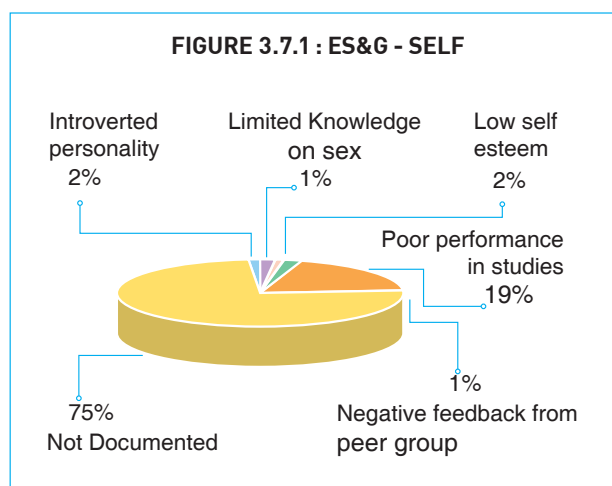 FIGURE 3.7.1 : ES&G - SELF
Introverted
personality
2%
Limited Knowledge
on sex
1%
Low self
esteem
2%
Poor performance
in studies
19%
1%
Negative feedback from
peer group
75%
Not Documented